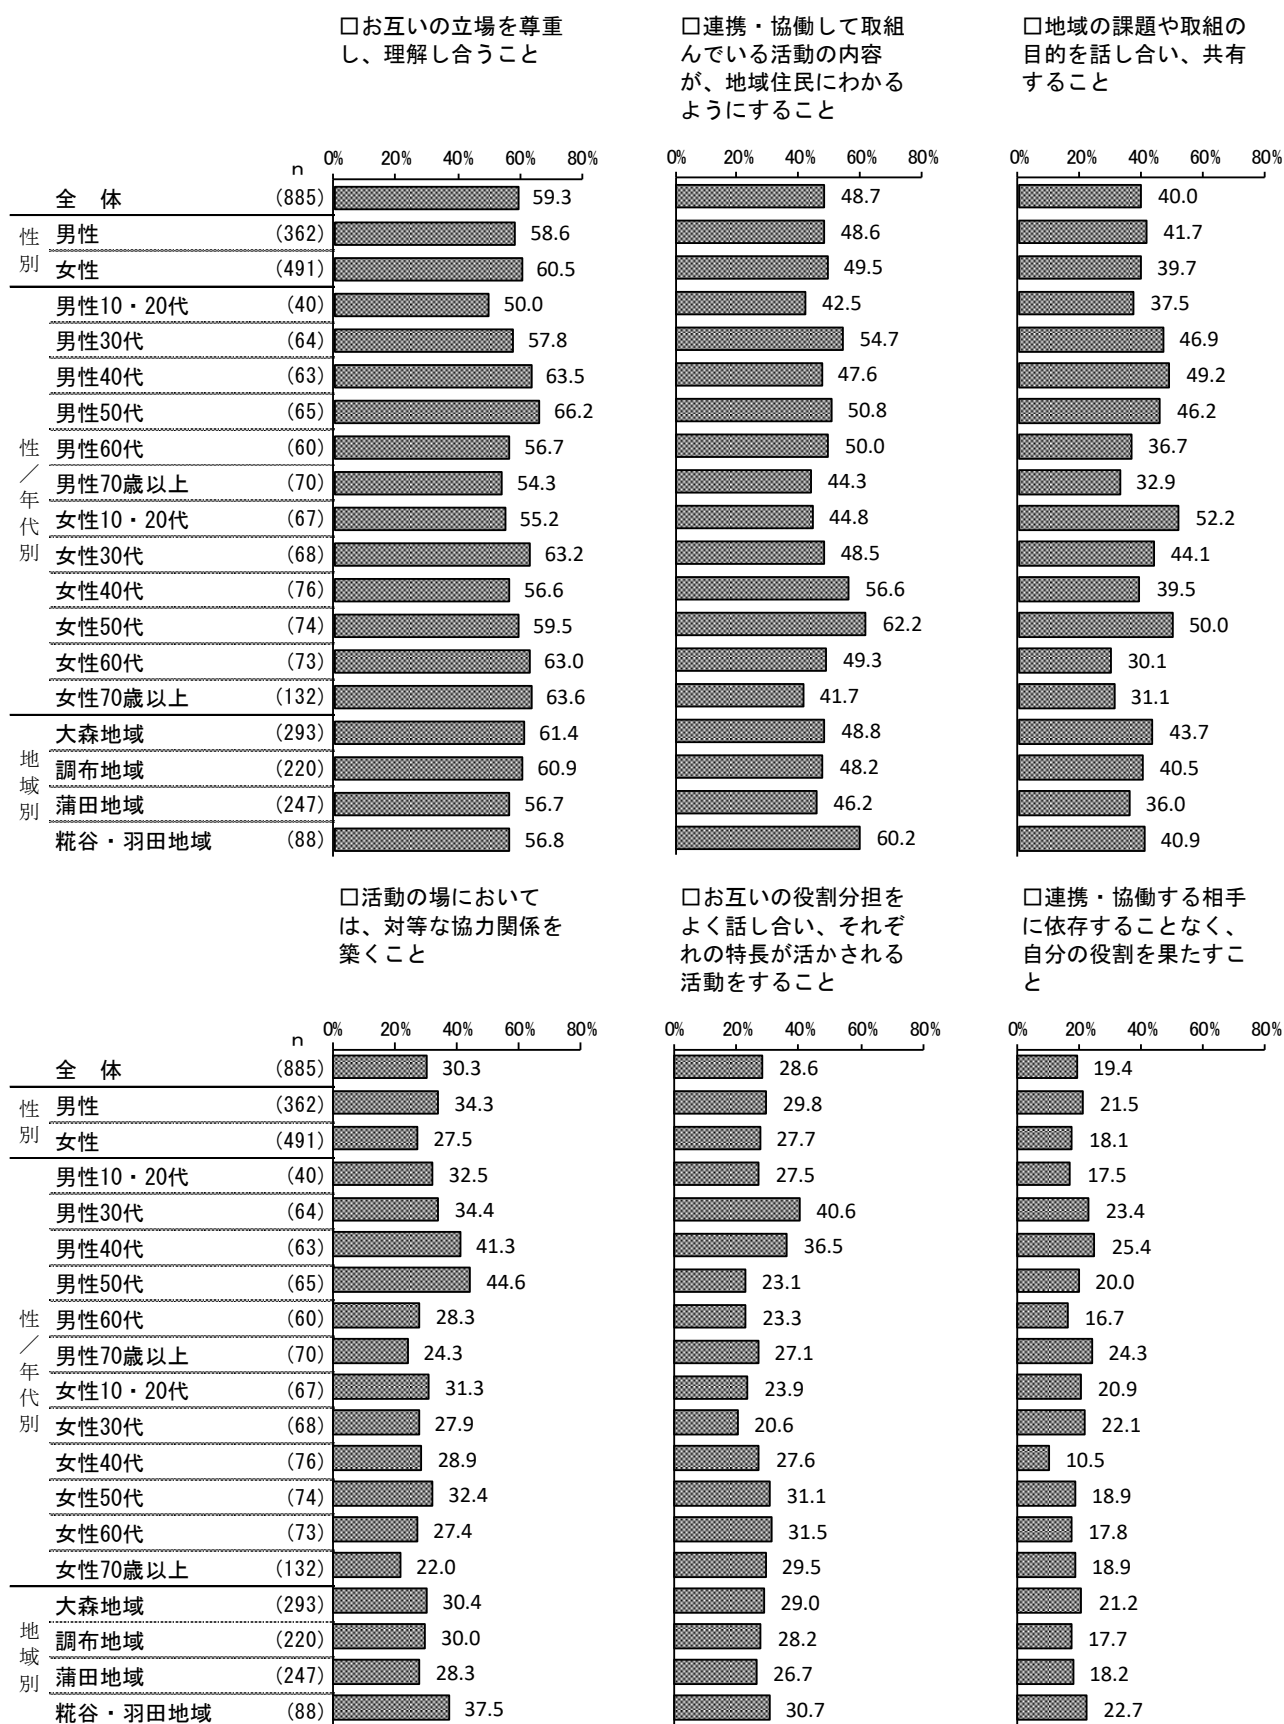 □お互いの立場を尊重
し、理解し合うこと
□連携・協働して取組
んでいる活動の内容
が、地域住民にわかる
ようにすること
□地域の課題や取組の
目的を話し合い、共有
すること
n 0% 20% 40% 60% 80% 0% 20% 40% 60% 80% 0% 20% 40% 60% 80%
全 体 (885) 59.3 48.7 40.0
性別
男性 (362) 58.6 48.6 41.7
女性 (491) 60.5 49.5 39.7
性／年代別
男性10・20代 (40) 50.0 42.5 37.5
男性30代 (64) 57.8 54.7 46.9
男性40代 (63) 63.5 47.6 49.2
男性50代 (65) 66.2 50.8 46.2
男性60代 (60) 56.7 50.0 36.7
男性70歳以上 (70) 54.3 44.3 32.9
女性10・20代 (67) 55.2 44.8 52.2
女性30代 (68) 63.2 48.5 44.1
女性40代 (76) 56.6 56.6 39.5
女性50代 (74) 59.5 62.2 50.0
女性60代 (73) 63.0 49.3 30.1
女性70歳以上 (132) 63.6 41.7 31.1
地域別
大森地域 (293) 61.4 48.8 43.7
調布地域 (220) 60.9 48.2 40.5
蒲田地域 (247) 56.7 46.2 36.0
糀谷・羽田地域 (88) 56.8 60.2 40.9
□活動の場において
は、対等な協力関係を
築くこと
□お互いの役割分担を
よく話し合い、それぞ
れの特長が活かされる
活動をすること
□連携・協働する相手
に依存することなく、
自分の役割を果たすこ
と
n 0% 20% 40% 60% 80% 0% 20% 40% 60% 80% 0% 20% 40% 60% 80%
全 体 (885) 30.3 28.6 19.4
性別
男性 (362) 34.3 29.8 21.5
女性 (491) 27.5 27.7 18.1
性／年代別
男性10・20代 (40) 32.5 27.5 17.5
男性30代 (64) 34.4 40.6 23.4
男性40代 (63) 41.3 36.5 25.4
男性50代 (65) 44.6 23.1 20.0
男性60代 (60) 28.3 23.3 16.7
男性70歳以上 (70) 24.3 27.1 24.3
女性10・20代 (67) 31.3 23.9 20.9
女性30代 (68) 27.9 20.6 22.1
女性40代 (76) 28.9 27.6 10.5
女性50代 (74) 32.4 31.1 18.9
女性60代 (73) 27.4 31.5 17.8
女性70歳以上 (132) 22.0 29.5 18.9
地域別
大森地域 (293) 30.4 29.0 21.2
調布地域 (220) 30.0 28.2 17.7
蒲田地域 (247) 28.3 26.7 18.2
糀谷・羽田地域 (88) 37.5 30.7 22.7